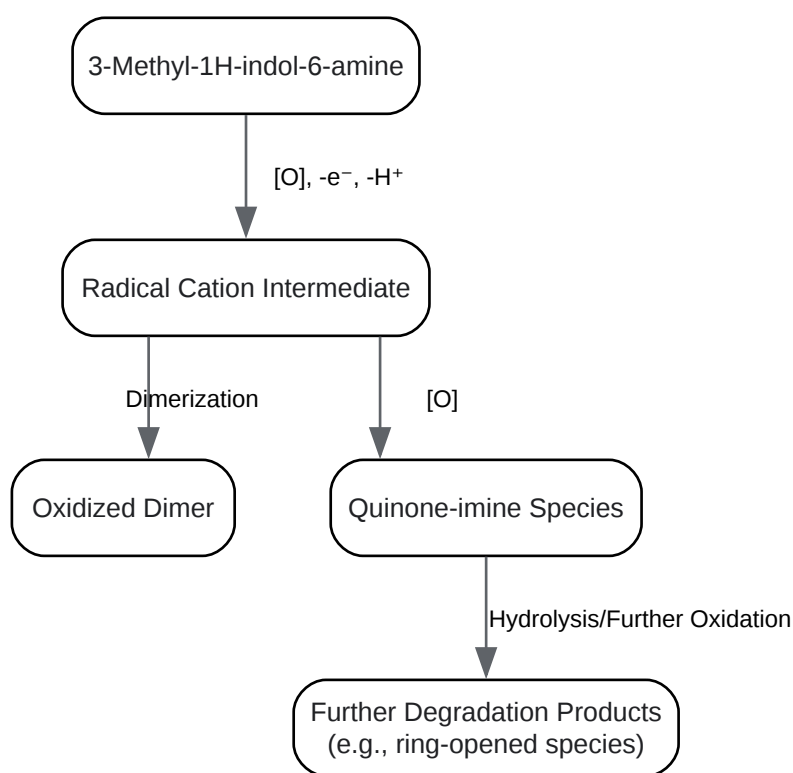 3-Methyl-1H-indol-6-amine
[O], -e⁻, -H⁺
Radical Cation Intermediate
Dimerization
[O]
Oxidized Dimer
Quinone-imine Species
Hydrolysis/Further Oxidation
Further Degradation Products
(e.g., ring-opened species)